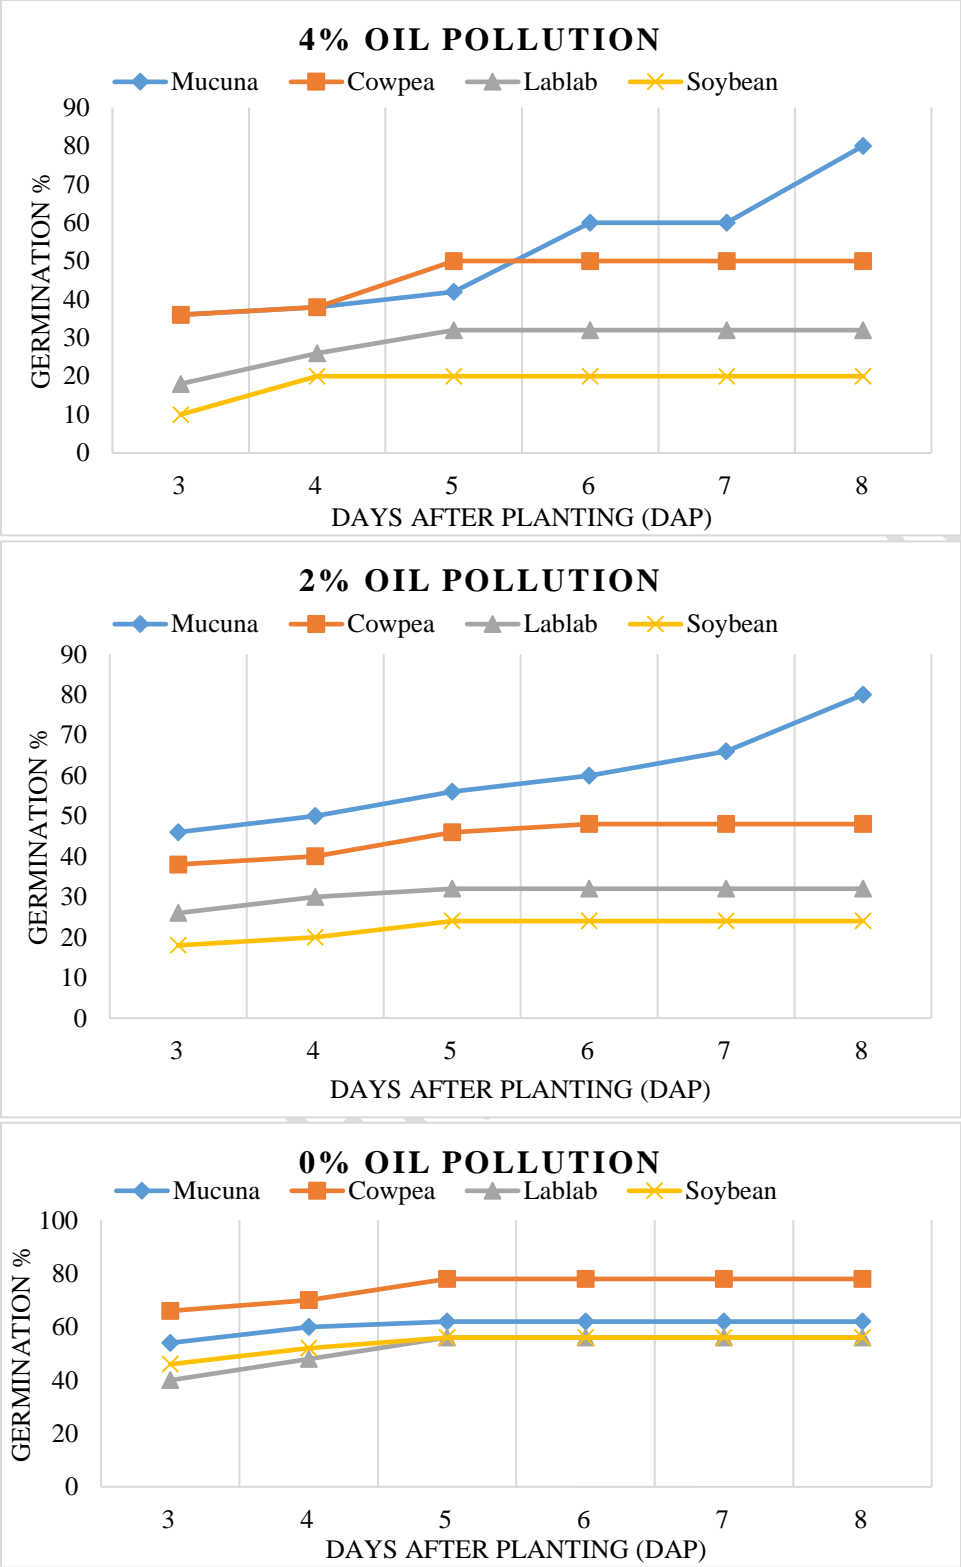 4% OIL POLLUTION
Mucuna Cowpea Lablab Soybean
90
80
70
60
50
40
30
20
10
0
GERMINATION %
3 4 5 6 7 8
DAYS AFTER PLANTING (DAP)
2% OIL POLLUTION
Mucuna Cowpea Lablab Soybean
90
80
70
60
50
40
30
20
10
0
GERMINATION %
3 4 5 6 7 8
DAYS AFTER PLANTING (DAP)
0% OIL POLLUTION
Mucuna Cowpea Lablab Soybean
100
80
60
40
20
0
GERMINATION %
3 4 5 6 7 8
DAYS AFTER PLANTING (DAP)